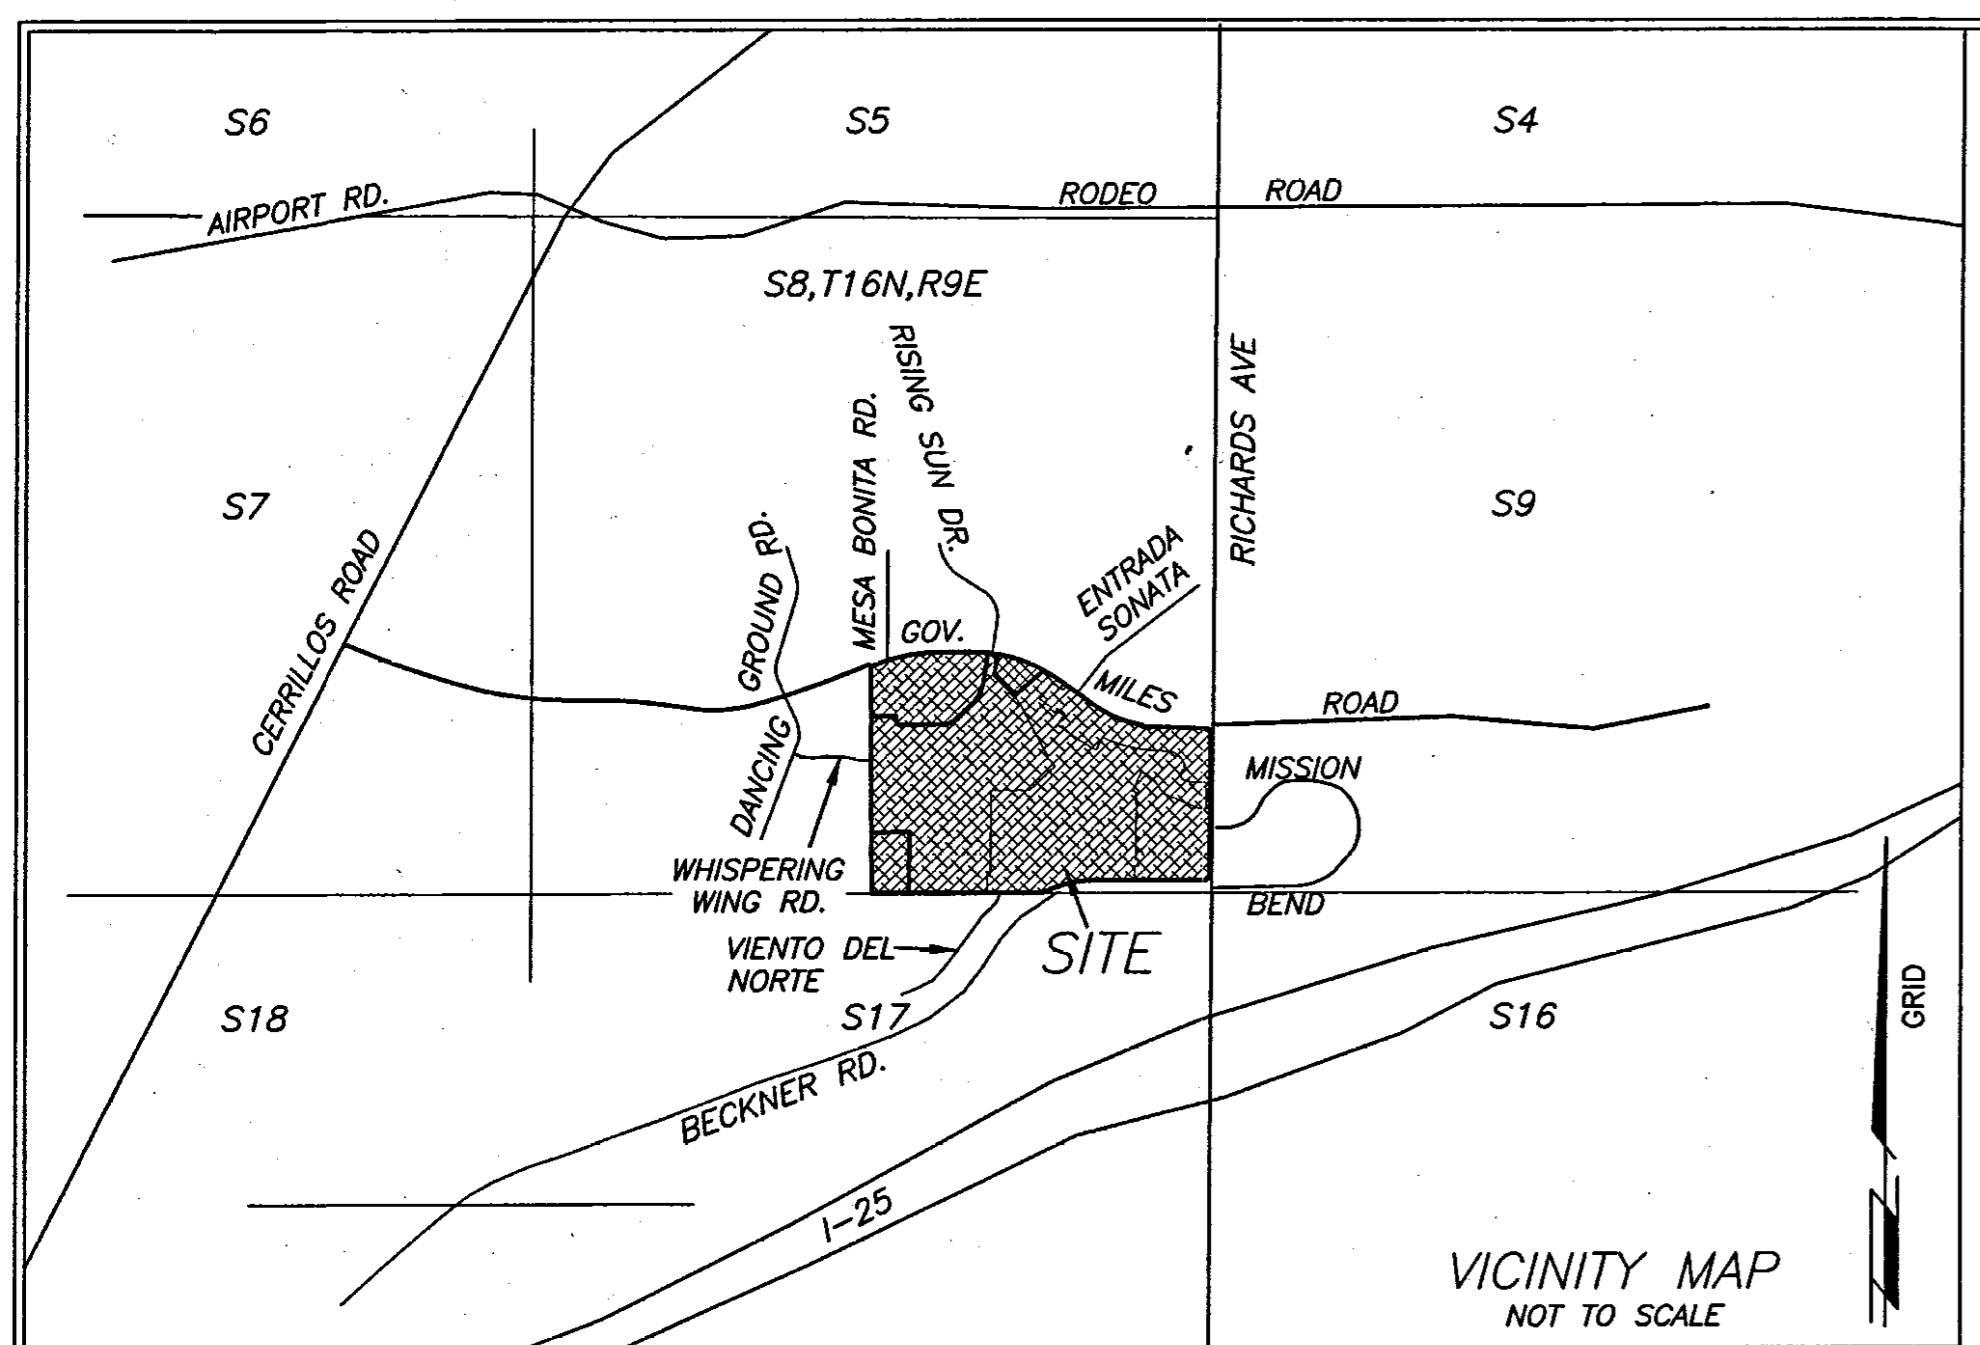 S6
S5
S4
AIRPORT RD.
RODEO ROAD
S8,T16N,R9E
RISING SUN DR.
MESA BONITA RD.
RICHARDS AVE
S7
S9
DANCING GROUND RD.
ENTRADA
SONATA
CERRILLOS ROAD
GOV. MILES ROAD
MISSION
BEND
WHISPERING
WING RD.
VIENTO DEL
NORTE
SITE
S18
S17
S16
GRID
BECKNER RD.
I-25
N
VICINITY MAP
NOT TO SCALE